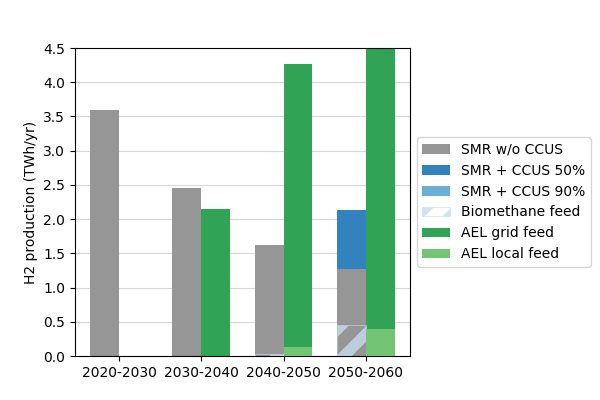 4.5
4.0
3.5
3.0
2.5
2.0
1.5
1.0
0.5
0.0
H2 production (TWh/yr)
2020-2030 2030-2040 2040-2050 2050-2060
SMR w/o CCUS
SMR + CCUS 50%
SMR + CCUS 90%
Biomethane feed
AEL grid feed
AEL local feed